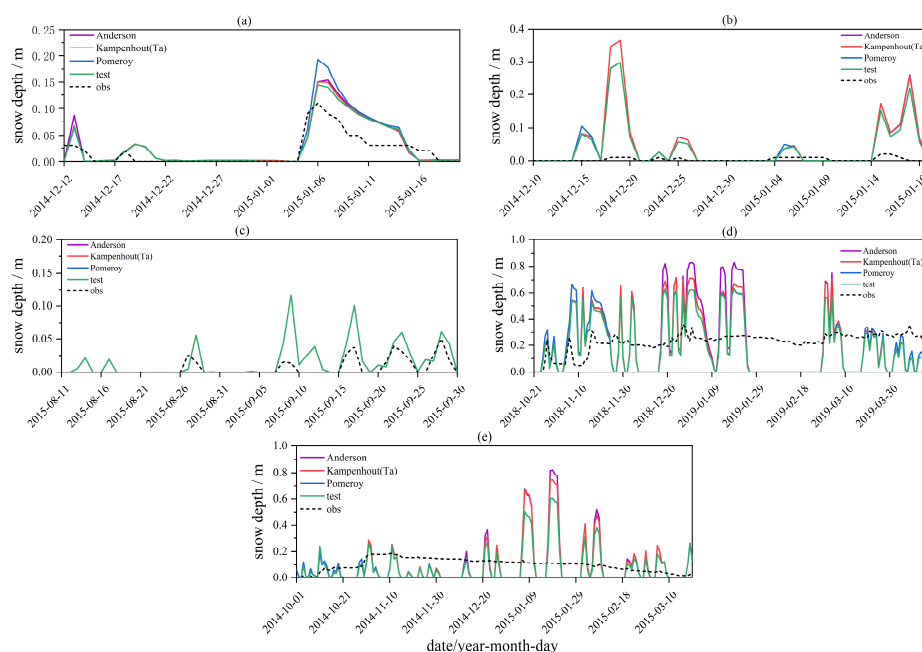 (a)
snow depth / m
0.25
0.20
0.15
0.10
0.05
0.00
Anderson
Kampenhout(Ta)
Pomeroy
test
obs
2014-12-12
2014-12-17
2014-12-22
2014-12-27
2015-01-01
2015-01-06
2015-01-11
2015-01-16
(b)
snow depth / m
0.4
0.3
0.2
0.1
0.0
Anderson
Kampenhout(Ta)
Pomeroy
test
obs
2014-12-10
2014-12-15
2014-12-20
2014-12-25
2014-12-30
2015-01-04
2015-01-09
2015-01-14
(c)
snow depth / m
0.20
0.15
0.10
0.05
0.00
Anderson
Kampenhout(Ta)
Pomeroy
test
obs
2015-08-11
2015-08-16
2015-08-21
2015-08-26
2015-08-31
2015-09-05
2015-09-10
2015-09-15
2015-09-20
2015-09-25
2015-09-30
(d)
snow depth / m
1.0
0.8
0.6
0.4
0.2
0.0
Anderson
Kampenhout(Ta)
Pomeroy
test
obs
2018-10-21
2018-11-10
2018-11-30
2018-12-20
2019-01-09
2019-01-29
2019-02-18
2019-03-10
2019-03-30
(e)
snow depth / m
1.0
0.8
0.6
0.4
0.2
0.0
Anderson
Kampenhout(Ta)
Pomeroy
test
obs
2014-10-01
2014-10-21
2014-11-10
2014-11-30
2014-12-20
2015-01-09
2015-01-29
2015-02-18
2015-03-10
date/year-month-day